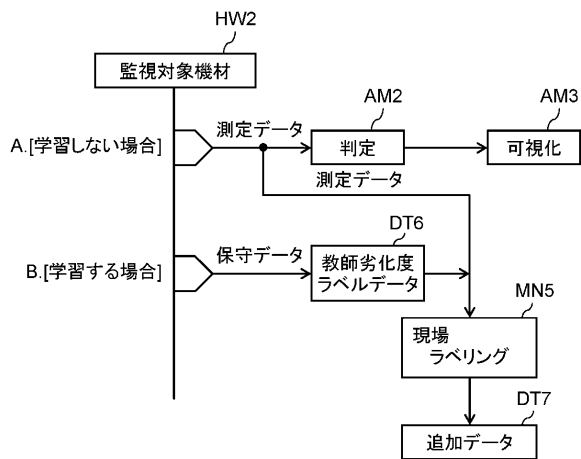 HW2
監視対象機材
AM2
AM3
A.[学習しない場合]
測定データ
判定
可視化
測定データ
DT6
B.[学習する場合]
保守データ
教師劣化度
ラベルデータ
MN5
現場
ラベリング
DT7
追加データ